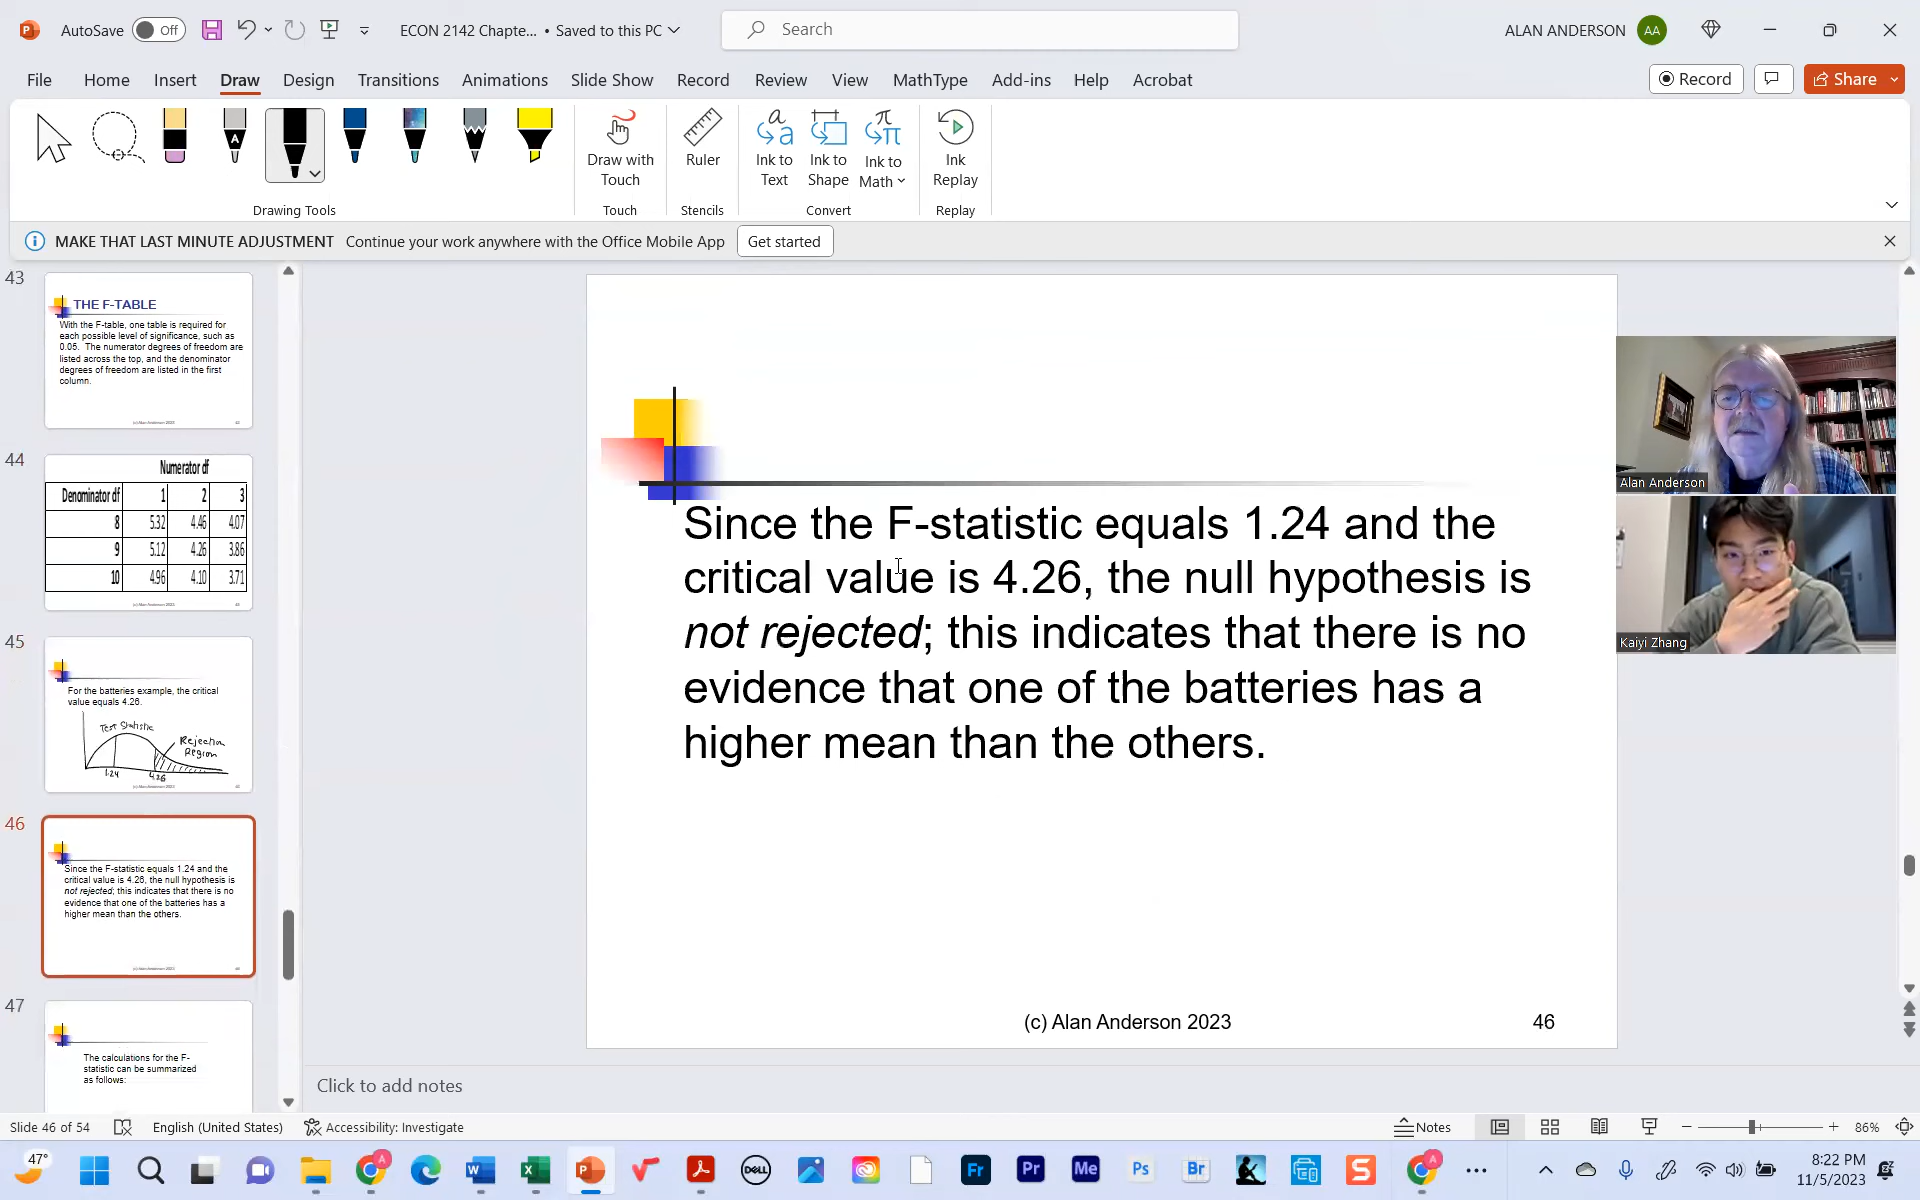 AutoSave Off ECON 2142 Chapte... • Saved to this PC Search ALAN ANDERSON AA
File Home Insert Draw Design Transitions Animations Slide Show Record Review View MathType Add-ins Help Acrobat Record Share
Draw with Touch
Ruler
Ink to Text
Ink to Shape
Ink to Math
Ink Replay
Drawing Tools Touch Stencils Convert Replay
MAKE THAT LAST MINUTE ADJUSTMENT Continue your work anywhere with the Office Mobile App Get started
43
THE F-TABLE
With the F-table, one table is required for
each possible level of significance, such as
0.05. The numerator degrees of freedom are
listed across the top, and the denominator
degrees of freedom are listed in the first
column.
44
Numerator df
Denominator df 1 2 3
8 5.32 4.46 4.07
9 5.12 4.26 3.86
10 4.96 4.10 3.71
45
For the batteries example, the critical
value equals 4.26.
Test Statistic
Rejection
Region
1.24 4.26
46
Since the F-statistic equals 1.24 and the
critical value is 4.26, the null hypothesis is
not rejected; this indicates that there is no
evidence that one of the batteries has a
higher mean than the others.
47
The calculations for the F-
statistic can be summarized
as follows:
Since the F-statistic equals 1.24 and the
critical value is 4.26, the null hypothesis is
not rejected; this indicates that there is no
evidence that one of the batteries has a
higher mean than the others.
(c) Alan Anderson 2023 46
Alan Anderson
Kaiyi Zhang
Click to add notes
Slide 46 of 54 English (United States) Accessibility: Investigate Notes 86%
47° DELL Fr Pr Me Ps Br 8:22 PM
11/5/2023